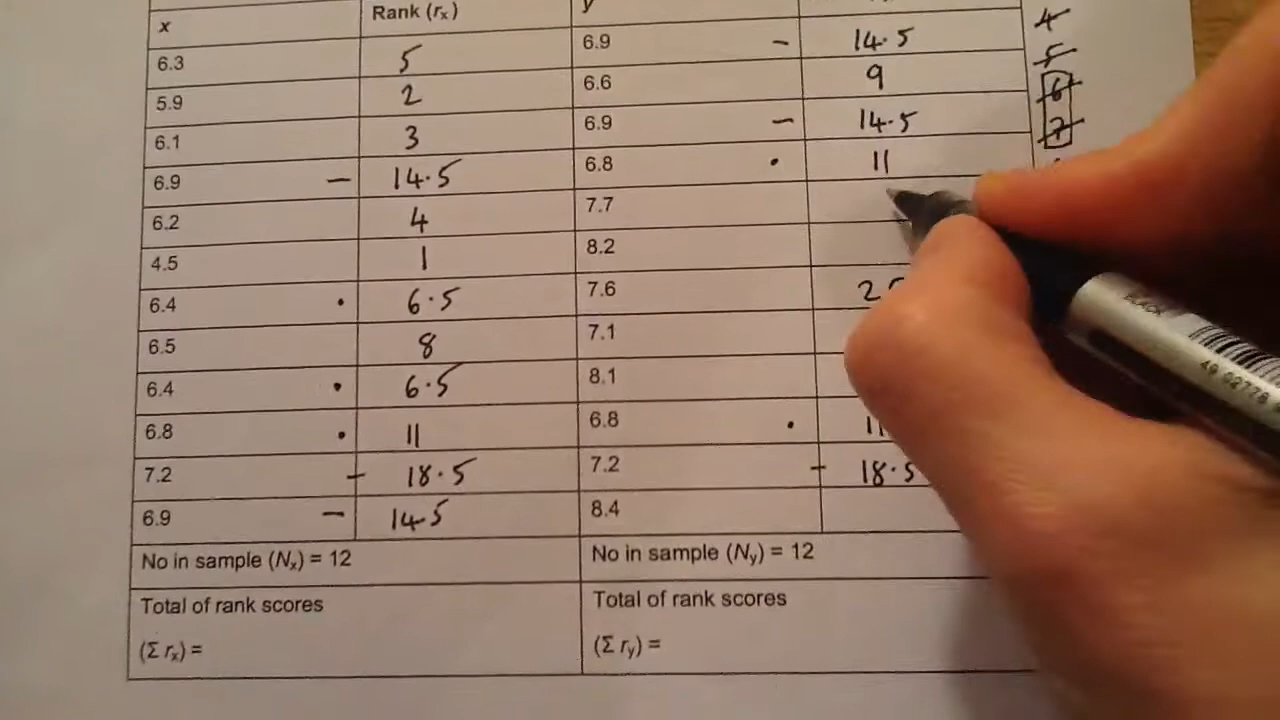 x Rank (rx) y
6.3 5 6.9 – 14.5
5.9 2 6.6 9
6.1 3 6.9 – 14.5
6.9 – 14.5 6.8 • 11
6.2 4 7.7
4.5 1 8.2
6.4 • 6.5 7.6
6.5 8 7.1
6.4 • 6.5 8.1
6.8 • 11 6.8 • 11
7.2 – 18.5 7.2 – 18.5
6.9 – 14.5 8.4
No in sample (Nx) = 12 No in sample (Ny) = 12
Total of rank scores Total of rank scores
(Σ rx) = (Σ ry) =
4
5
6
7
BLACK